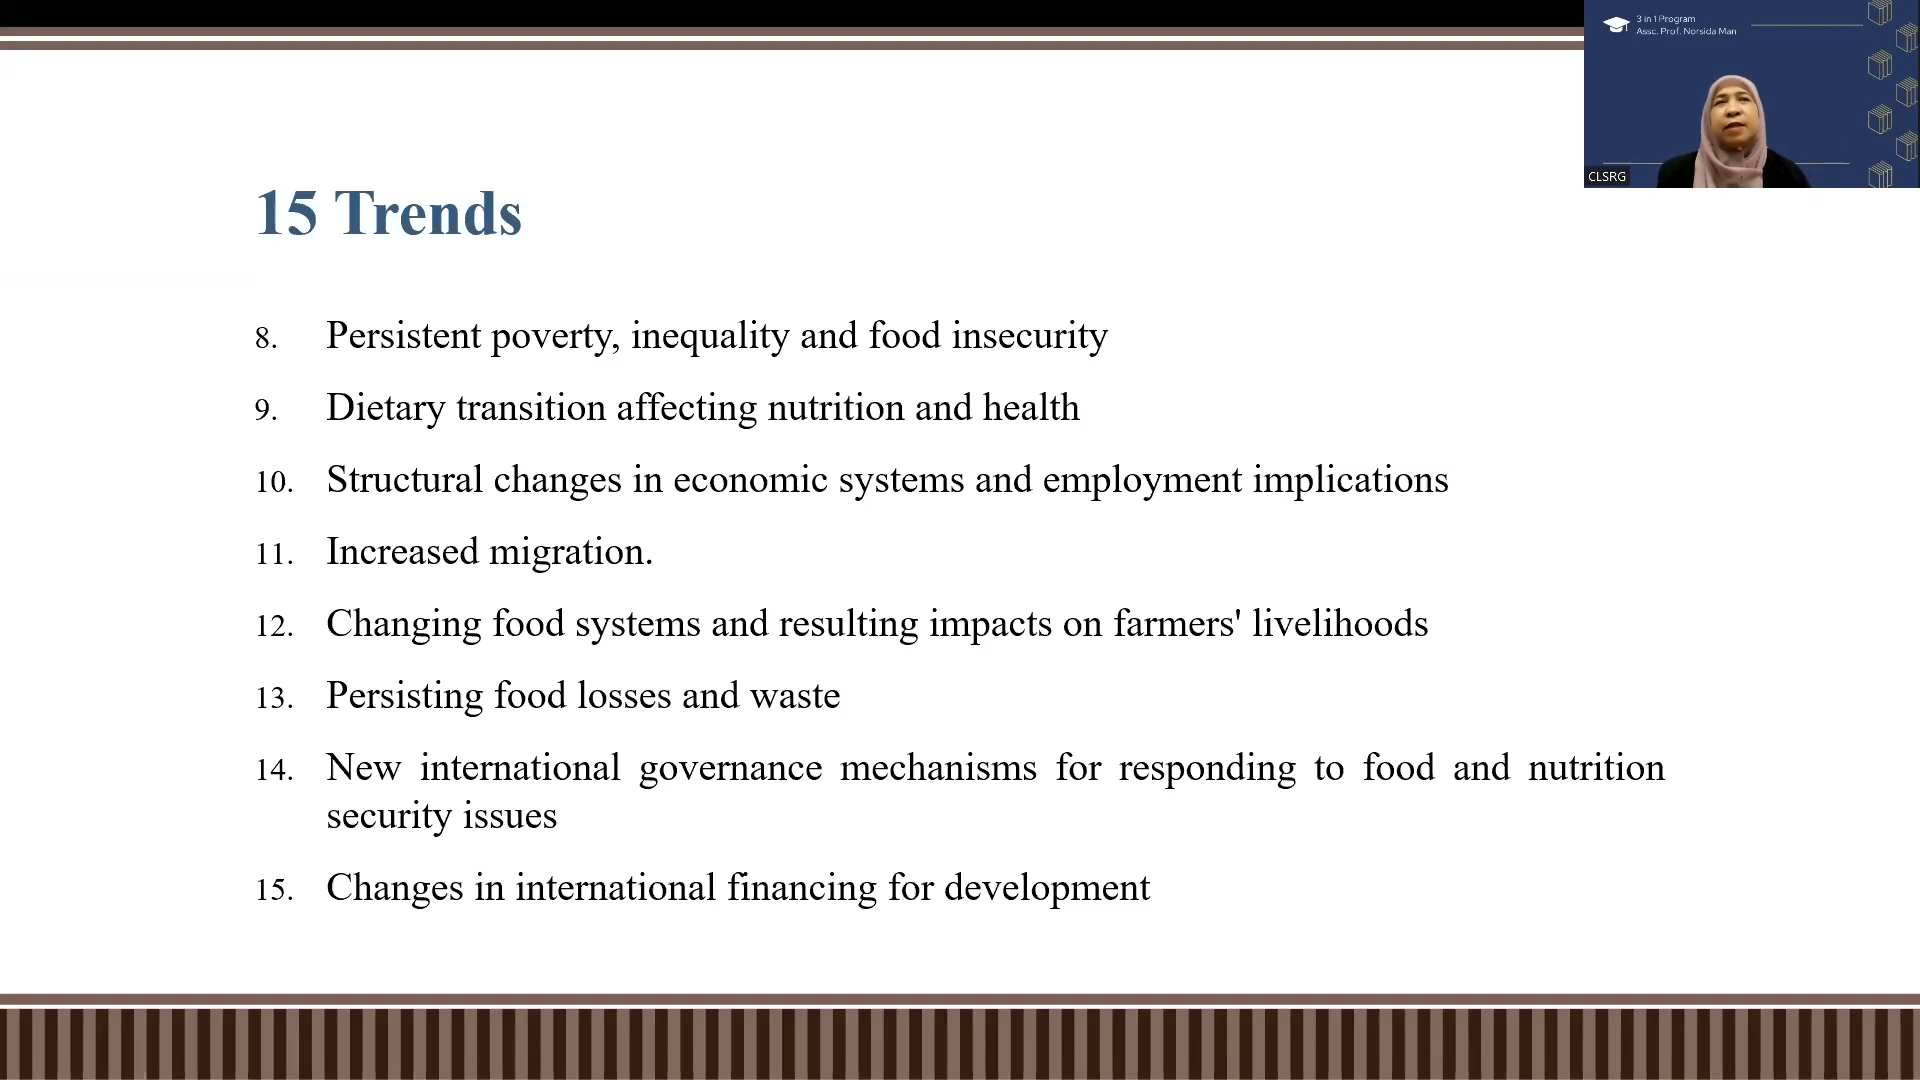 3 in 1 Program
Assc. Prof. Norsida Man
CLSRG
15 Trends
8. Persistent poverty, inequality and food insecurity
9. Dietary transition affecting nutrition and health
10. Structural changes in economic systems and employment implications
11. Increased migration.
12. Changing food systems and resulting impacts on farmers' livelihoods
13. Persisting food losses and waste
14. New international governance mechanisms for responding to food and nutrition
security issues
15. Changes in international financing for development